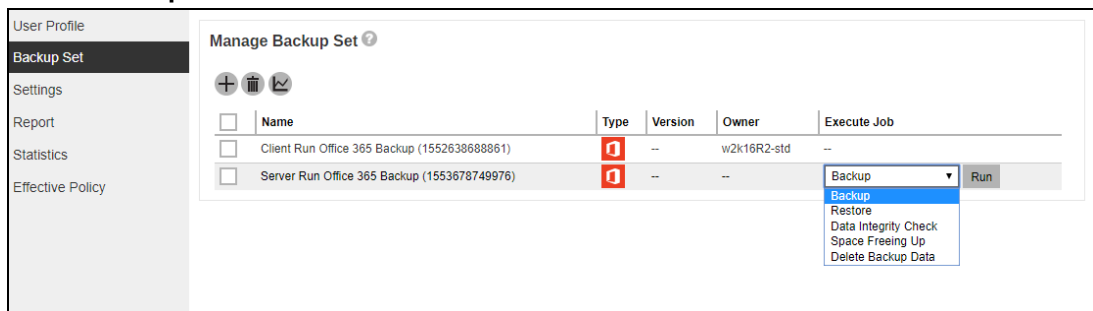 User Profile
Backup Set
Settings
Report
Statistics
Effective Policy
Manage Backup Set ?
Name Type Version Owner Execute Job
Client Run Office 365 Backup (1552638688861) -- w2k16R2-std --
Server Run Office 365 Backup (1553678749976) -- -- Backup Run
Backup
Restore
Data Integrity Check
Space Freeing Up
Delete Backup Data